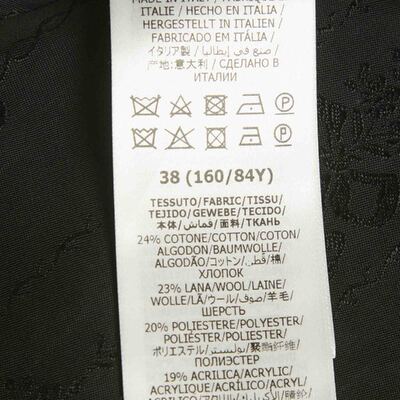 MADE IN ITALY / FABRIQUÉ EN
ITALIE / HECHO EN ITALIA /
HERGESTELLT IN ITALIEN /
FABRICADO EM ITÁLIA /
イタリア製 / صنع في إيطاليا /
产地:意大利 / СДЕЛАНО В
ИТАЛИИ
38 (160/84Y)
TESSUTO/FABRIC/TISSU/
TEJIDO/GEWEBE/TECIDO/
本体/قماش/面料/ТКАНЬ
24% COTONE/COTTON/COTON/
ALGODON/BAUMWOLLE/
ALGODÃO/コットン/قطن/棉/
ХЛОПОК
23% LANA/WOOL/LAINE/
WOLLE/LÃ/ウール/صوف/羊毛/
ШЕРСТЬ
20% POLIESTERE/POLYESTER/
POLYESTER/POLIÉSTER/
ポリエステル/بوليستر/聚酯纤维/
ПОЛИЭСТЕР
19% ACRILICA/ACRYLIC/
ACRYLIQUE/ACRÍLICO/ACRYL/